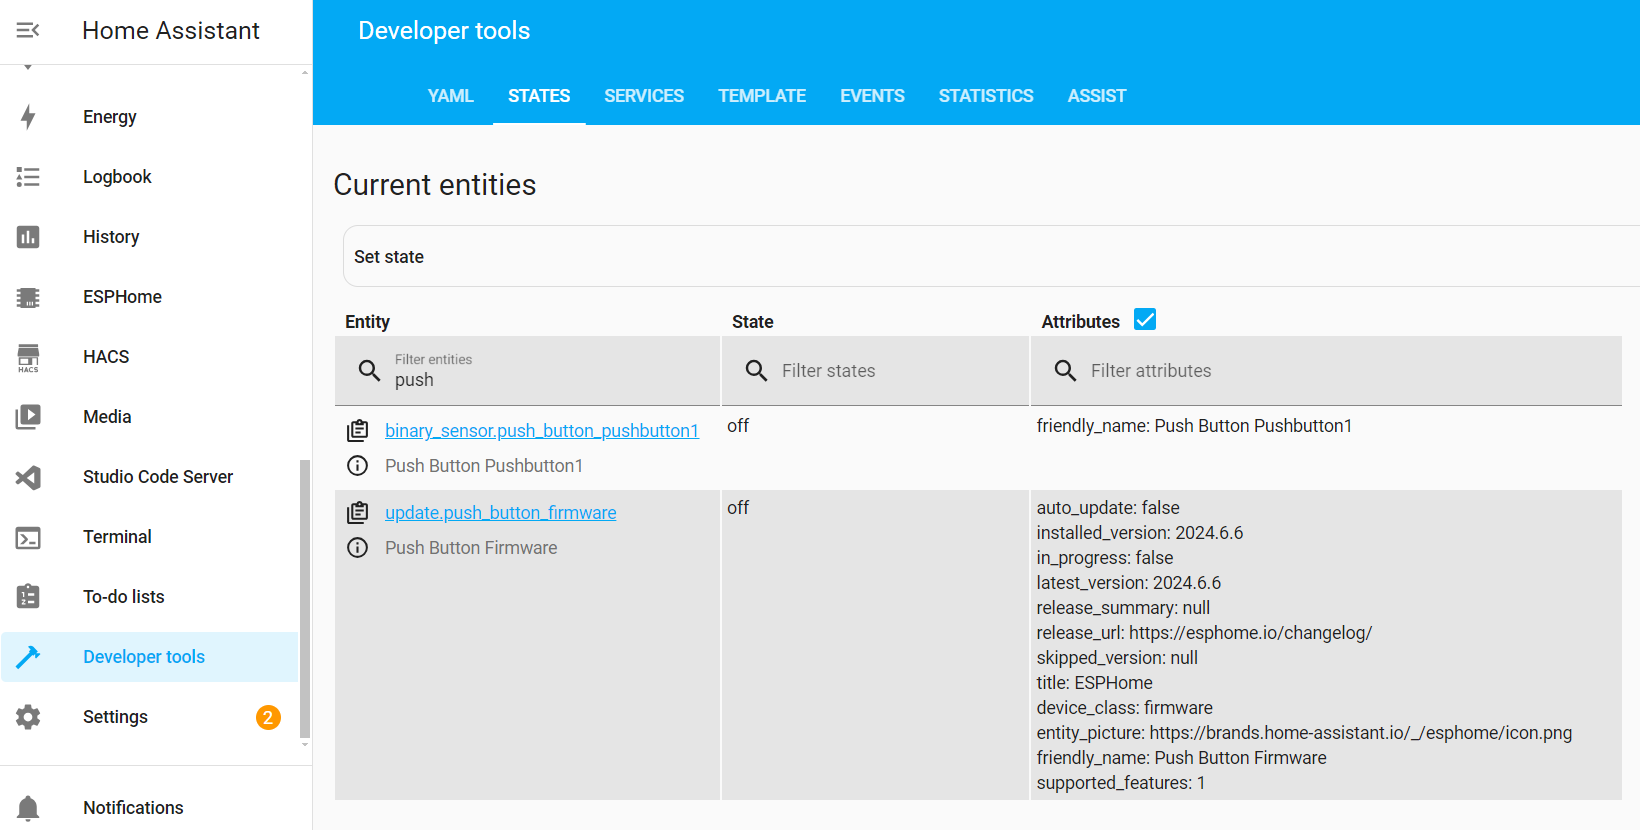 Home Assistant
Energy
Logbook
History
ESPHome
HACS
HACS
Media
Studio Code Server
Terminal
To-do lists
Developer tools
Settings
2
Notifications
Developer tools
YAML STATES SERVICES TEMPLATE EVENTS STATISTICS ASSIST
Current entities
Set state
Entity State Attributes
Filter entities
push
Filter states
Filter attributes
binary_sensor.push_button_pushbutton1
Push Button Pushbutton1
off
friendly_name: Push Button Pushbutton1
update.push_button_firmware
Push Button Firmware
off
auto_update: false
installed_version: 2024.6.6
in_progress: false
latest_version: 2024.6.6
release_summary: null
release_url: https://esphome.io/changelog/
skipped_version: null
title: ESPHome
device_class: firmware
entity_picture: https://brands.home-assistant.io/_/esphome/icon.png
friendly_name: Push Button Firmware
supported_features: 1